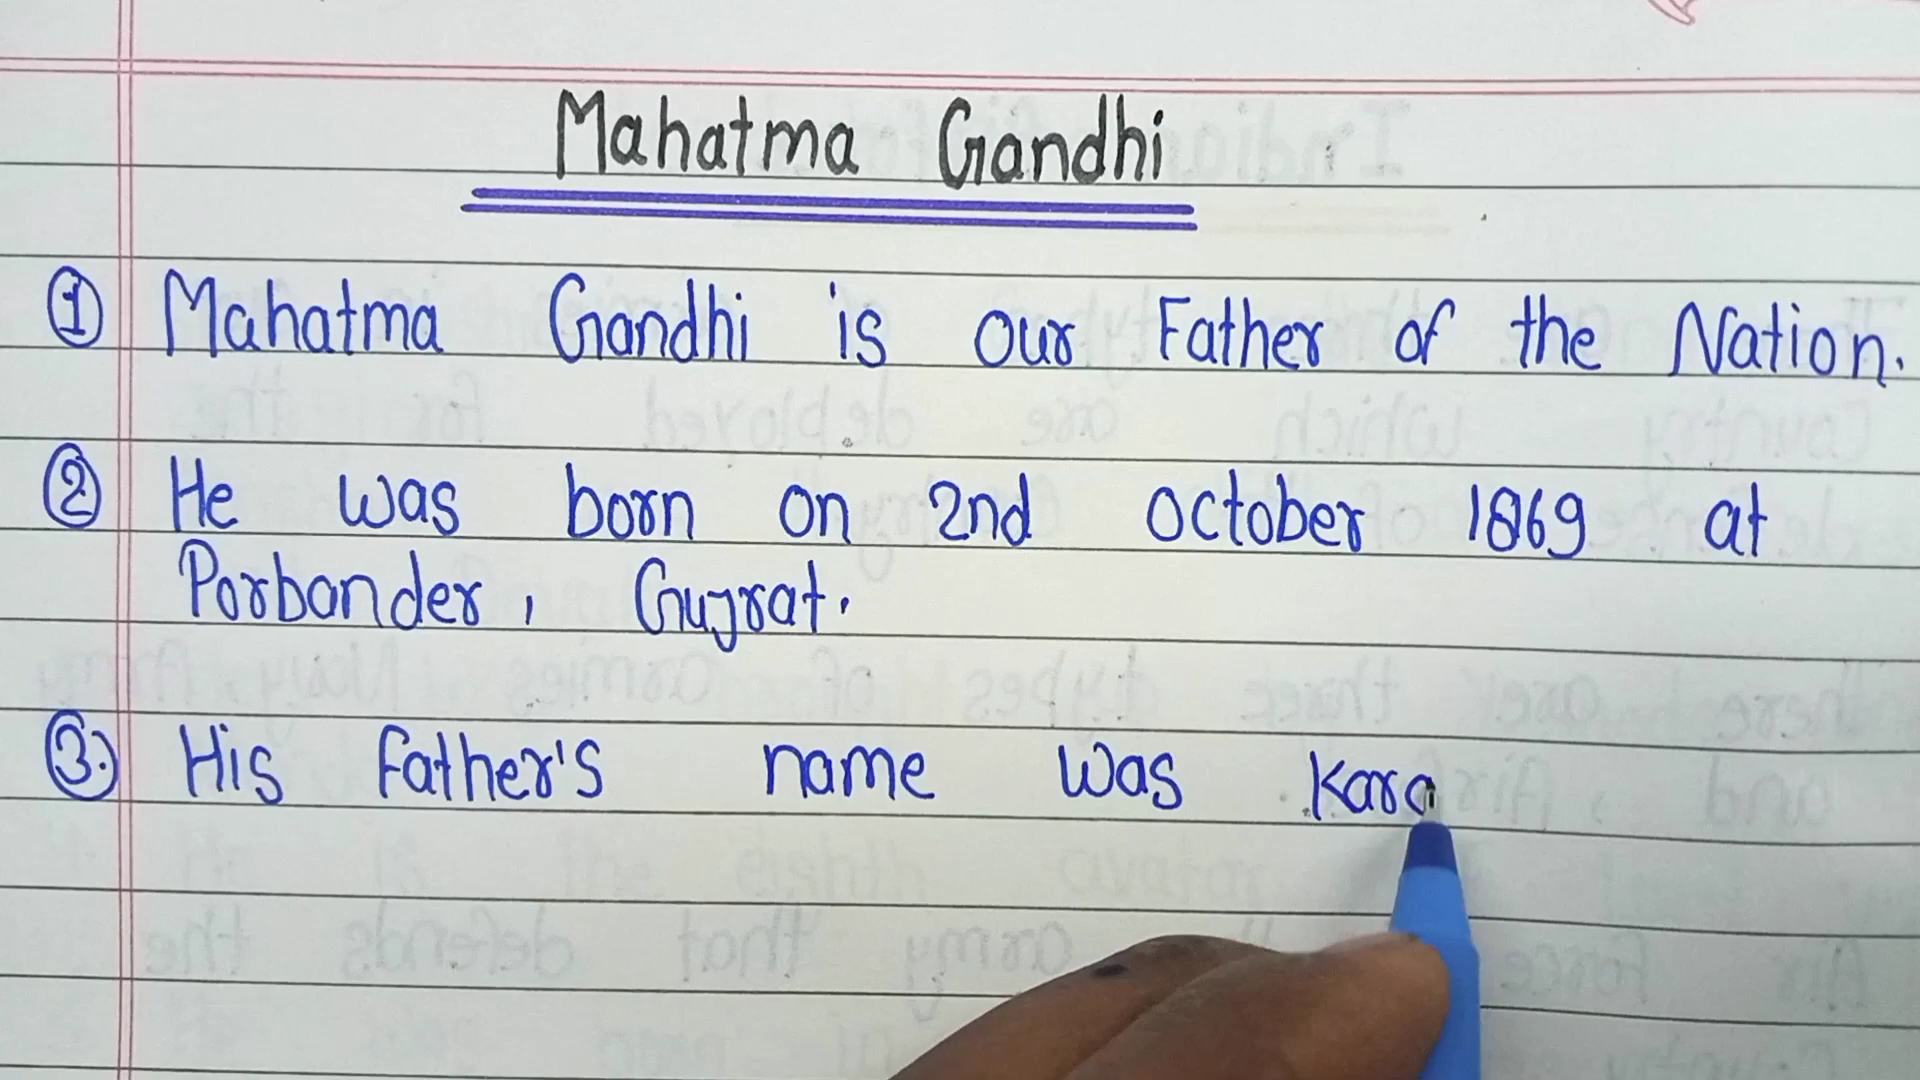 Mahatma Gandhi
① Mahatma Gandhi is our Father of the Nation.
② He was born on 2nd october 1869 at
Porbander, Gujrat.
③. His father's name was Kara